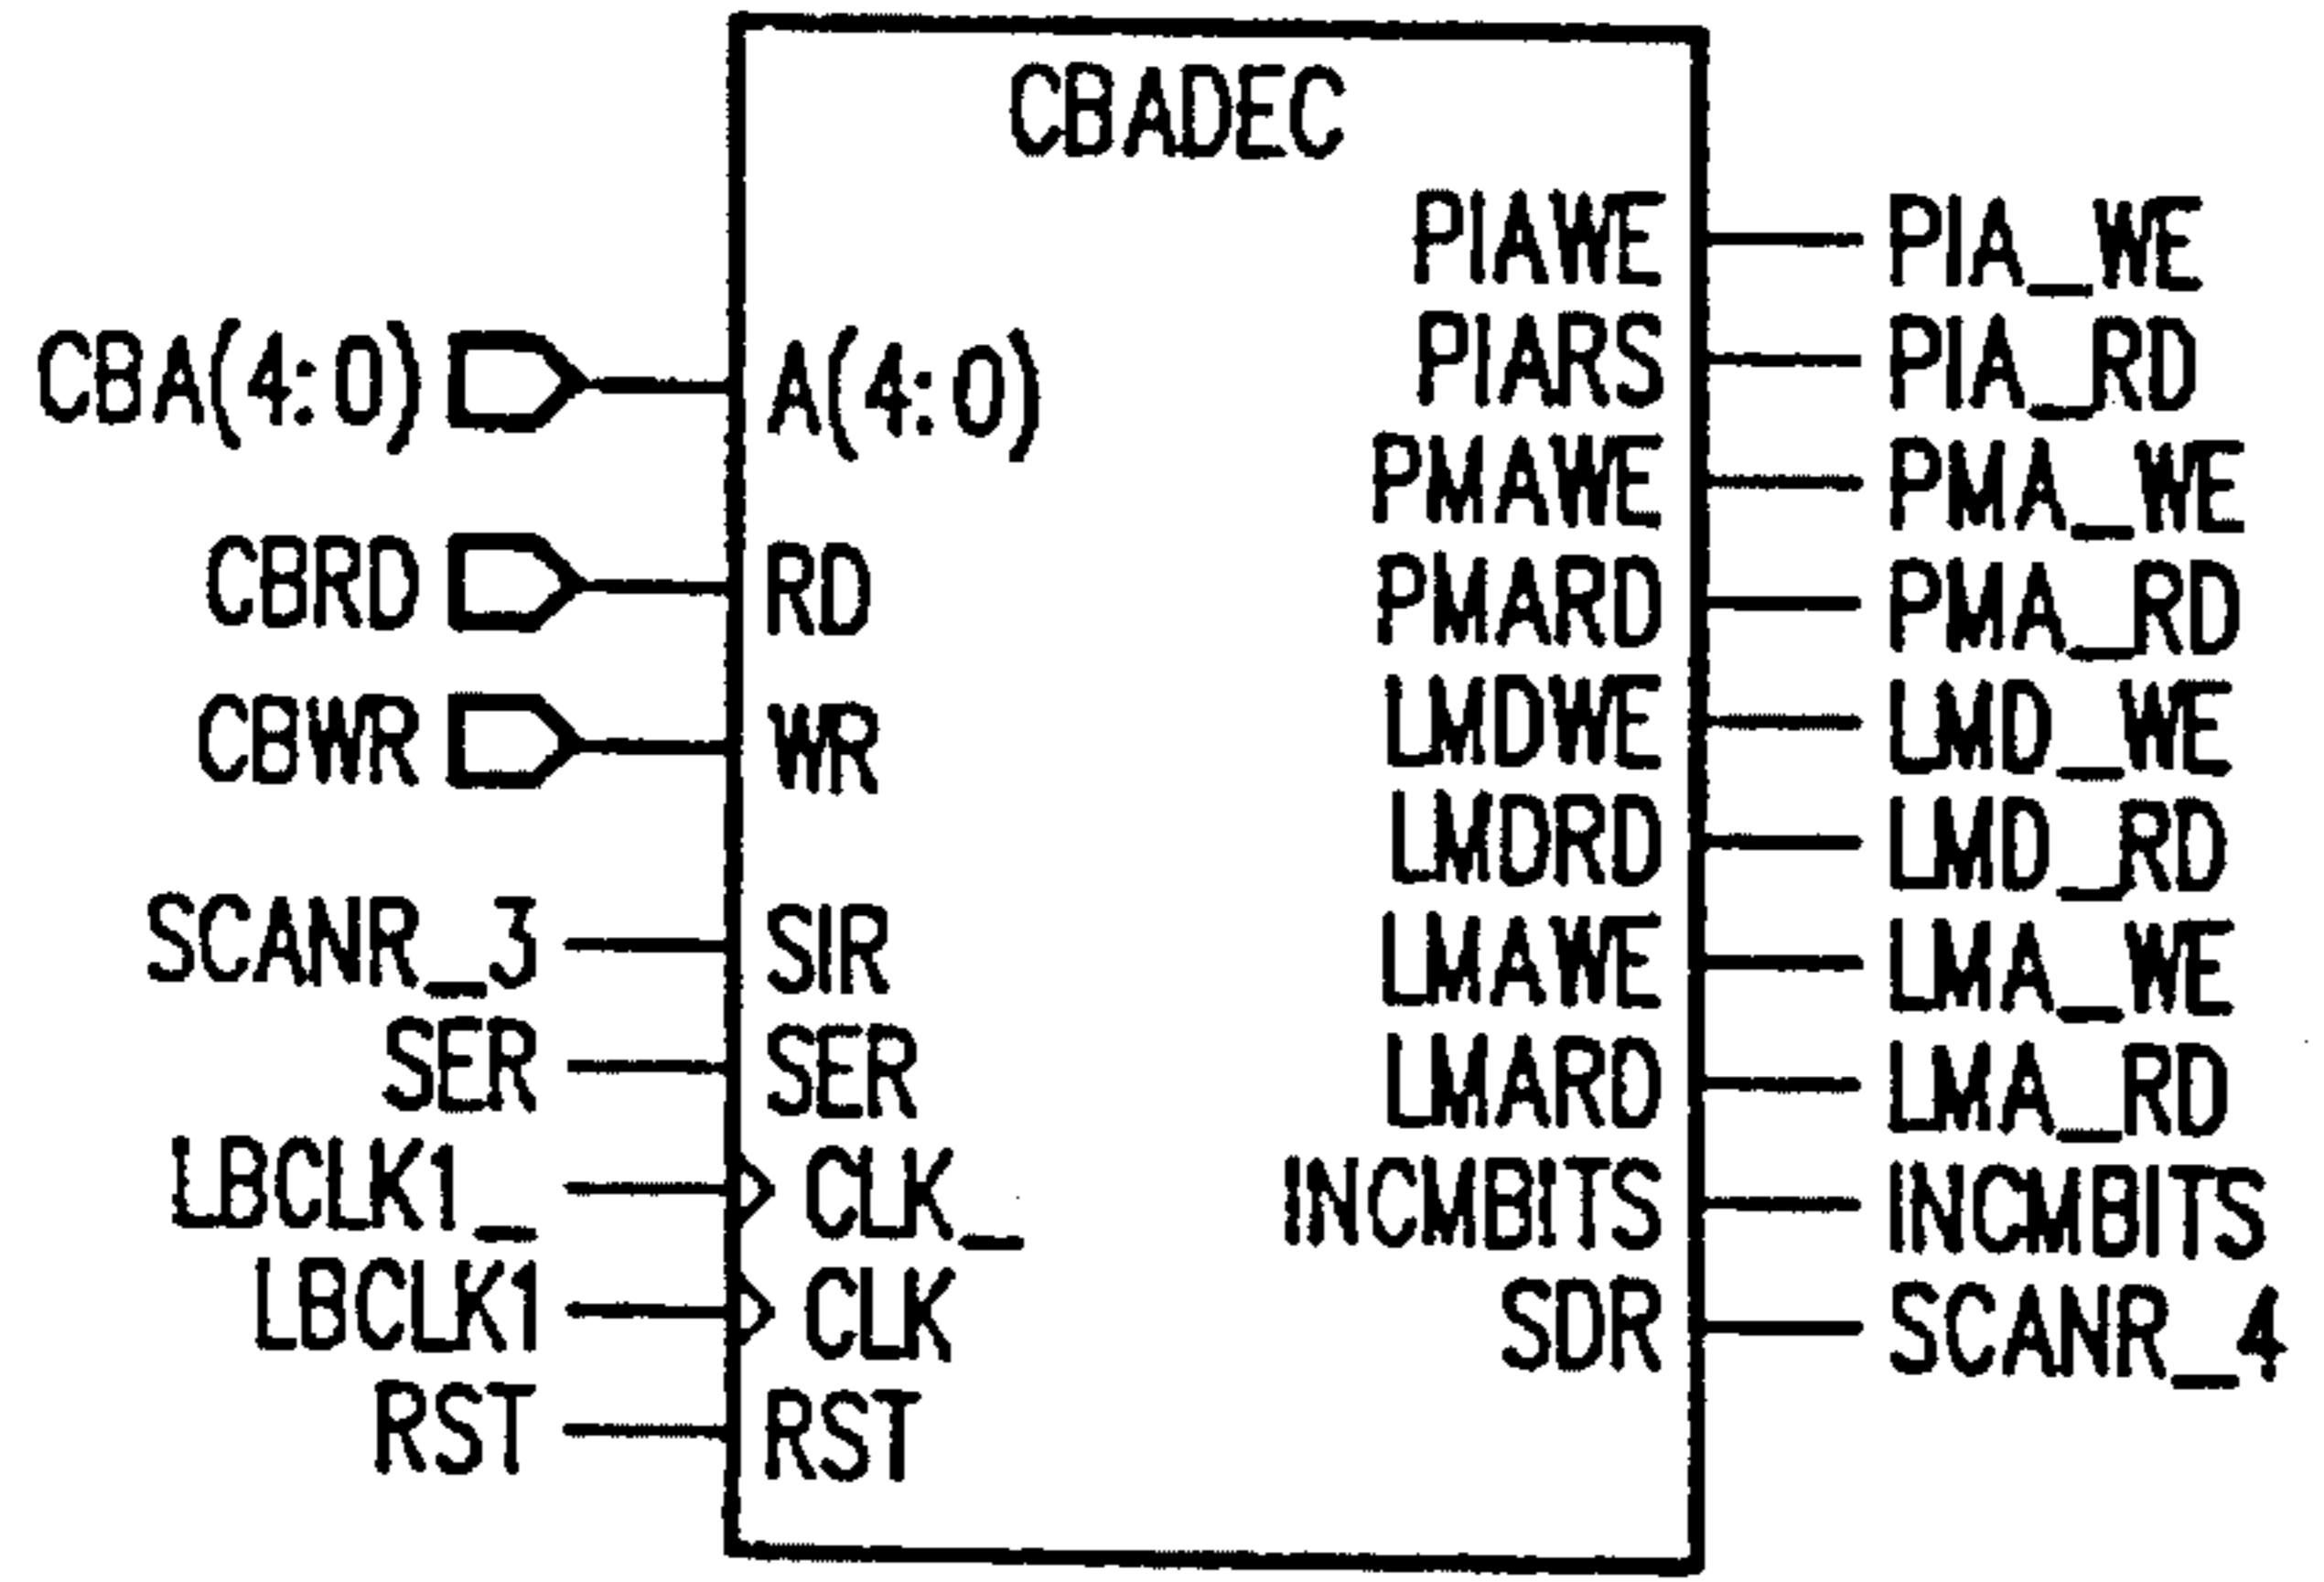 CBADEC
PIAWE PIA_WE
PIARS PIA_RD
CBA(4:0) A(4:0)
PMAWE PMA_WE
CBRD RD PMARD PMA_RD
CBWR WR LMDWE LMD_WE
LMDRD LMD_RD
SCANR_3 SIR LMAWE LMA_WE
SER SER LMARD LMA_RD
LBCLK1_ CLK_ INCMBITS INCMBITS
LBCLK1 CLK SDR SCANR_4
RST RST